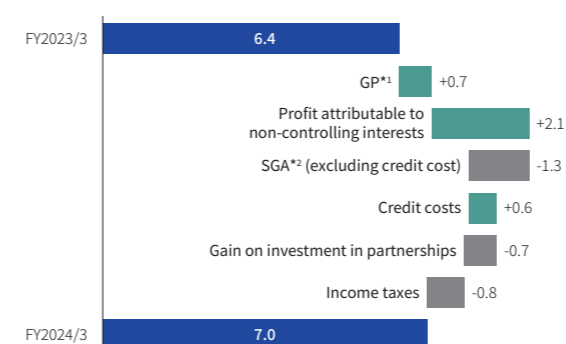 FY2023/3 6.4
GP*1 +0.7
Profit attributable to
non-controlling interests +2.1
SGA*2 (excluding credit cost) -1.3
Credit costs +0.6
Gain on investment in partnerships -0.7
Income taxes -0.8
FY2024/3 7.0